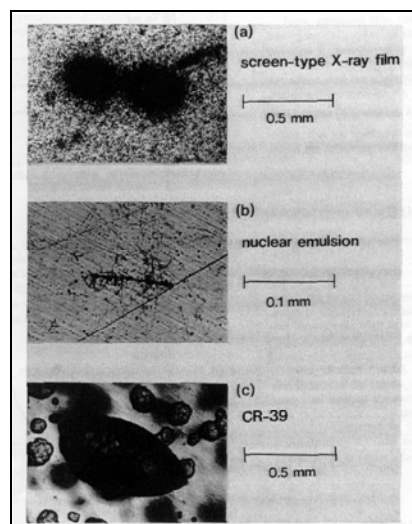 (a)
screen-type X-ray film
0.5 mm
(b)
nuclear emulsion
0.1 mm
(c)
CR-39
0.5 mm